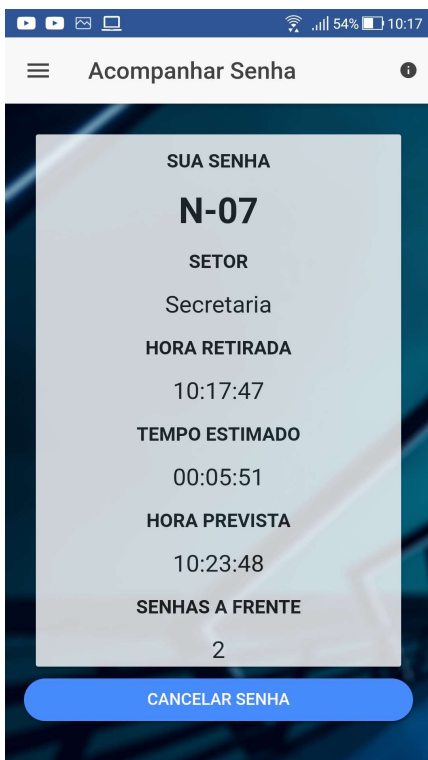 54% 10:17
Acompanhar Senha
SUA SENHA
N-07
SETOR
Secretaria
HORA RETIRADA
10:17:47
TEMPO ESTIMADO
00:05:51
HORA PREVISTA
10:23:48
SENHAS A FRENTE
2
CANCELAR SENHA